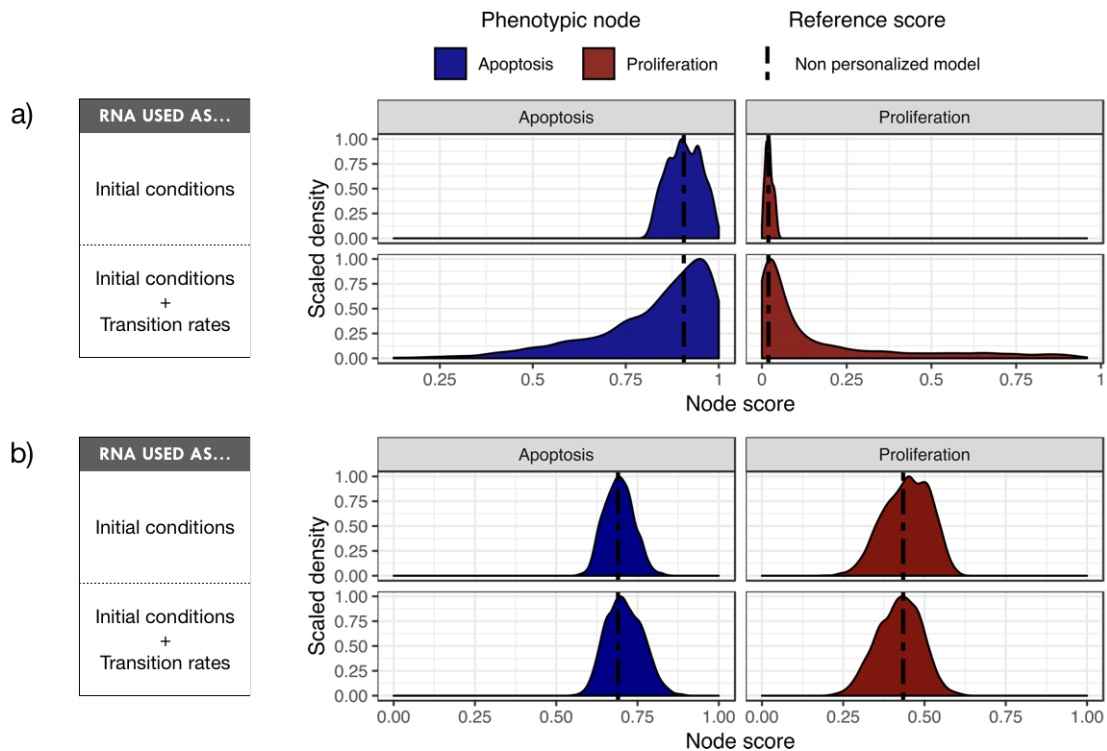 Phenotypic node
Reference score
Apoptosis
Proliferation
Non personalized model
a)
RNA USED AS...
Initial conditions
Initial conditions
+
Transition rates
Apoptosis
Proliferation
Scaled density
1.00
0.75
0.50
0.25
0.00
1.00
0.75
0.50
0.25
0.00
0.25
0.5
0.75
1
0
0.25
0.5
0.75
1
Node score
b)
RNA USED AS...
Initial conditions
Initial conditions
+
Transition rates
Apoptosis
Proliferation
Scaled density
1.00
0.75
0.50
0.25
0.00
1.00
0.75
0.50
0.25
0.00
0.00
0.25
0.50
0.75
1.00
0.00
0.25
0.50
0.75
1.00
Node score